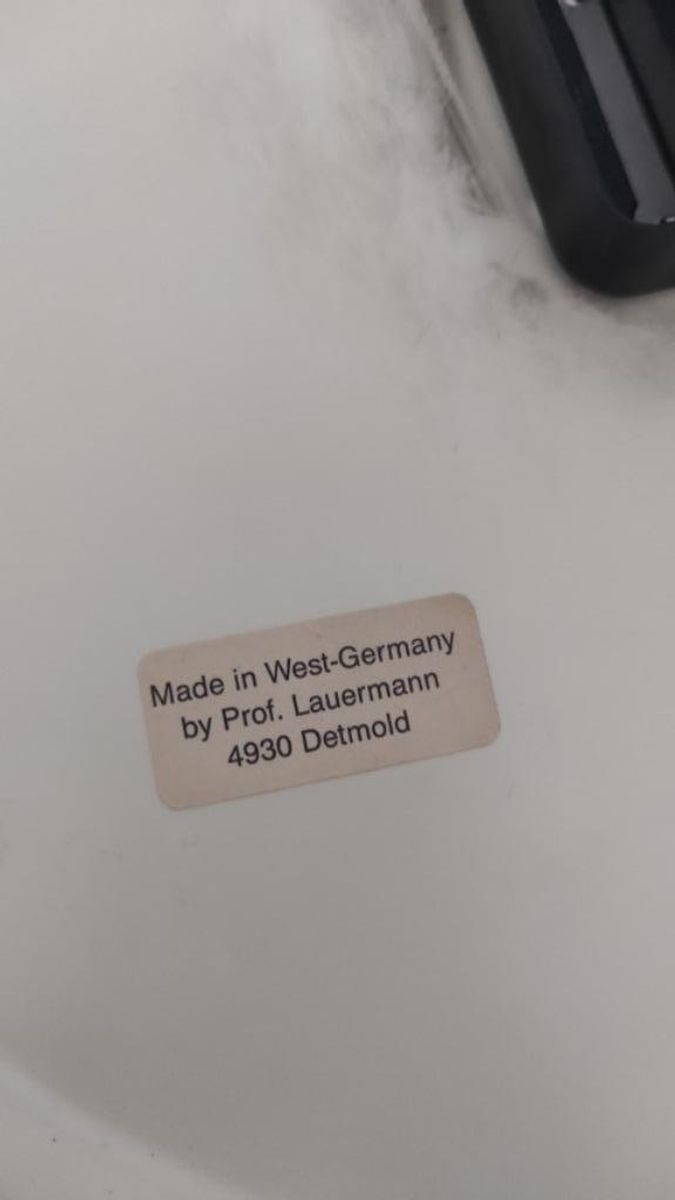 Made in West-Germany
by Prof. Lauermann
4930 Detmold